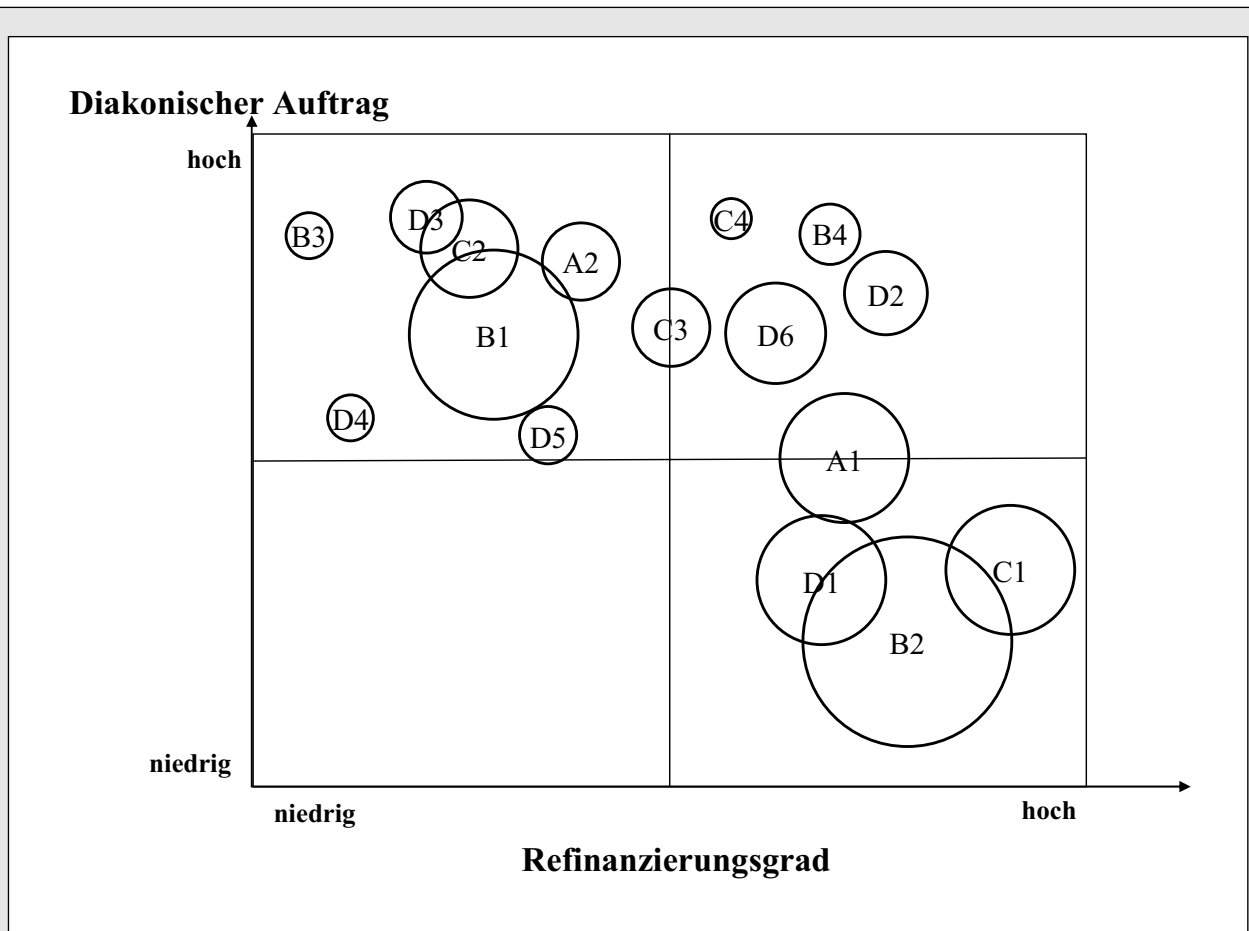 Diakonischer Auftrag
hoch
D3
C4
B3
B4
C2
A2
D2
C3
D6
B1
D4
D5
A1
D1
C1
B2
niedrig
niedrig
hoch
Refinanzierungsgrad